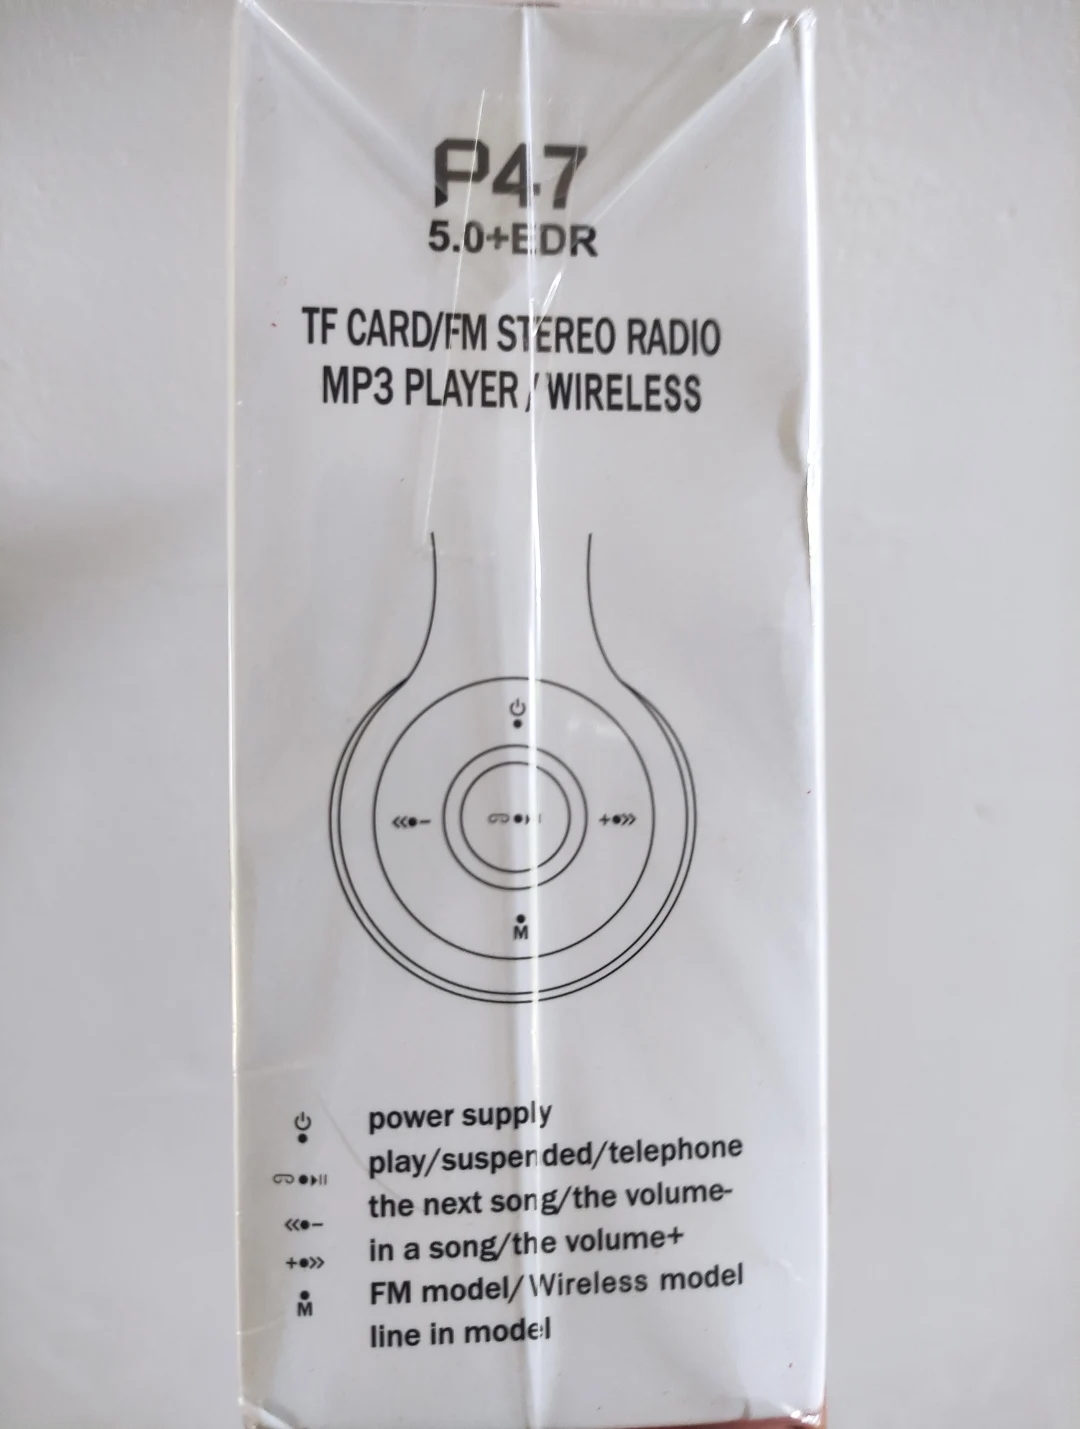 P47
5.0+EDR
TF CARD/FM STEREO RADIO
MP3 PLAYER / WIRELESS
M
power supply
play/suspended/telephone
the next song/the volume-
in a song/the volume+
M FM model/Wireless model
line in model